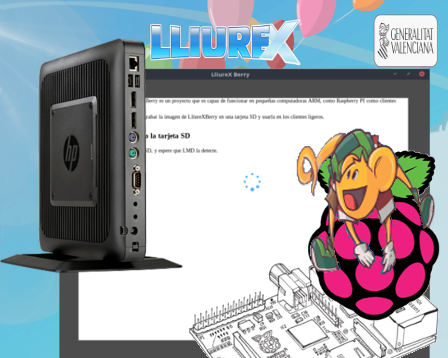 LLIUREX
GENERALITAT
VALENCIANA
LliureX Berry
Berry es un proyecto que es capaz de funcionar en pequeñas computadoras ARM, como Raspberry PI como clientes
grabar la imagen de LliureXBerry en una tarjeta SD y usarla en los clientes ligeros.
o la tarjeta SD
SD, y espere que LMD la detecte.
hp